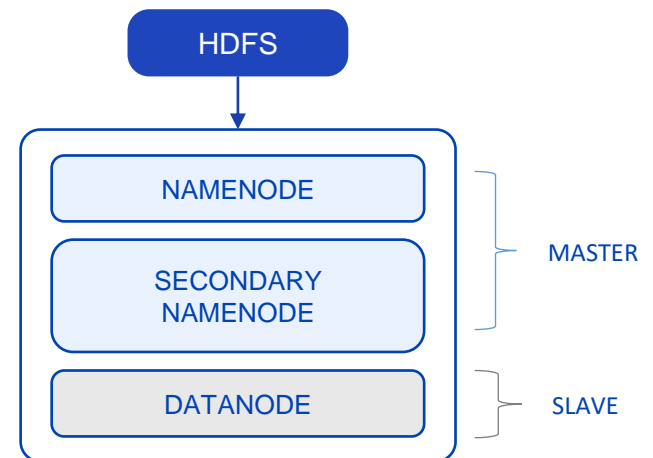 HDFS
NAMENODE
SECONDARY
NAMENODE
MASTER
DATANODE
SLAVE